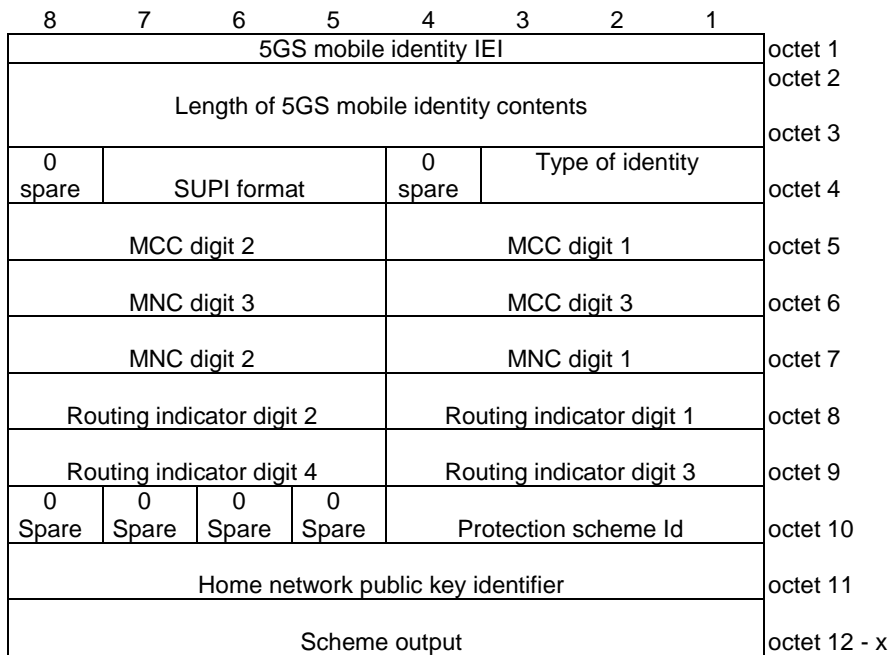 8 7 6 5 4 3 2 1
5GS mobile identity IEI octet 1
octet 2
Length of 5GS mobile identity contents
octet 3
0 0 Type of identity
spare SUPI format spare octet 4
MCC digit 2 MCC digit 1 octet 5
MNC digit 3 MCC digit 3 octet 6
MNC digit 2 MNC digit 1 octet 7
Routing indicator digit 2 Routing indicator digit 1 octet 8
Routing indicator digit 4 Routing indicator digit 3 octet 9
0 0 0 0
Spare Spare Spare Spare Protection scheme Id octet 10
Home network public key identifier octet 11
Scheme output octet 12 - x